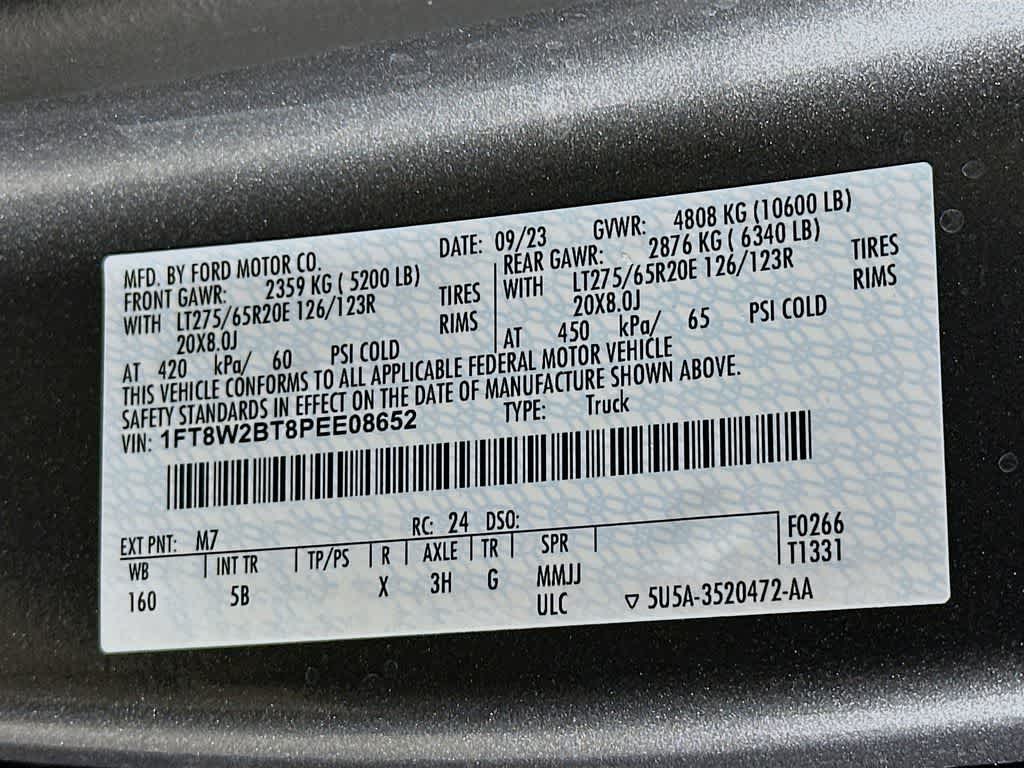 MFD. BY FORD MOTOR CO. DATE: 09/23 GVWR: 4808 KG (10600 LB)
FRONT GAWR: 2359 KG ( 5200 LB) REAR GAWR: 2876 KG ( 6340 LB)
WITH LT275/65R20E 126/123R TIRES WITH LT275/65R20E 126/123R TIRES
20X8.0J RIMS 20X8.0J RIMS
AT 420 kPa/ 60 PSI COLD AT 450 kPa/ 65 PSI COLD
THIS VEHICLE CONFORMS TO ALL APPLICABLE FEDERAL MOTOR VEHICLE
SAFETY STANDARDS IN EFFECT ON THE DATE OF MANUFACTURE SHOWN ABOVE.
VIN: 1FT8W2BT8PEE08652 TYPE: Truck
EXT PNT: M7 RC: 24 DSO: F0266
WB INT TR TP/PS R AXLE TR SPR T1331
160 5B X 3H G MMJJ
ULC ▽ 5U5A-3520472-AA